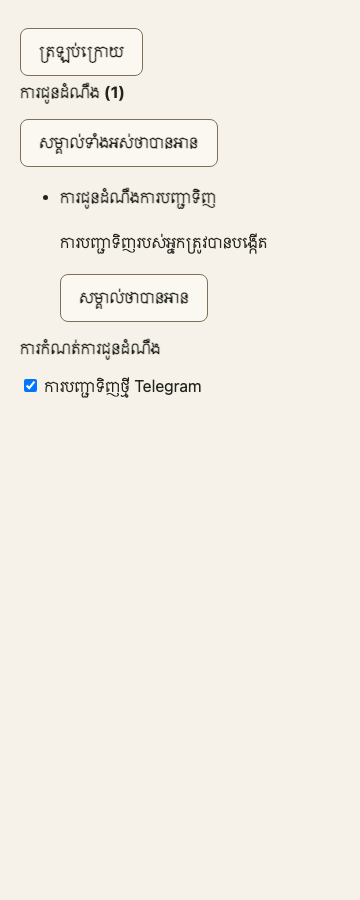 ត្រឡប់ក្រោយ
ការជូនដំណឹង (1)
សម្គាល់ទាំងអស់ថាបានអាន
ការជូនដំណឹងការបញ្ជាទិញ
ការបញ្ជាទិញរបស់អ្នកត្រូវបានបង្កើត
សម្គាល់ថាបានអាន
ការកំណត់ការជូនដំណឹង
ការបញ្ជាទិញថ្មី Telegram